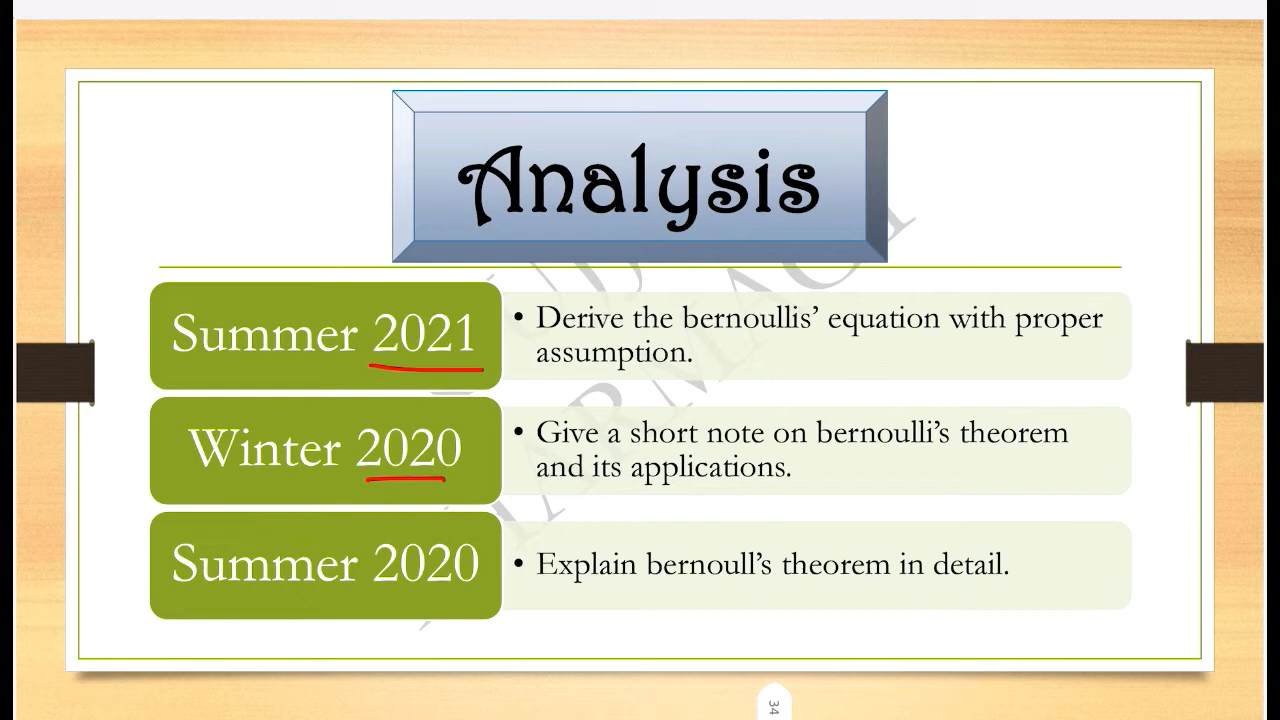 Analysis
Summer 2021
• Derive the bernoullis’ equation with proper
assumption.
Winter 2020
• Give a short note on bernoulli’s theorem
and its applications.
Summer 2020
• Explain bernoull’s theorem in detail.
34